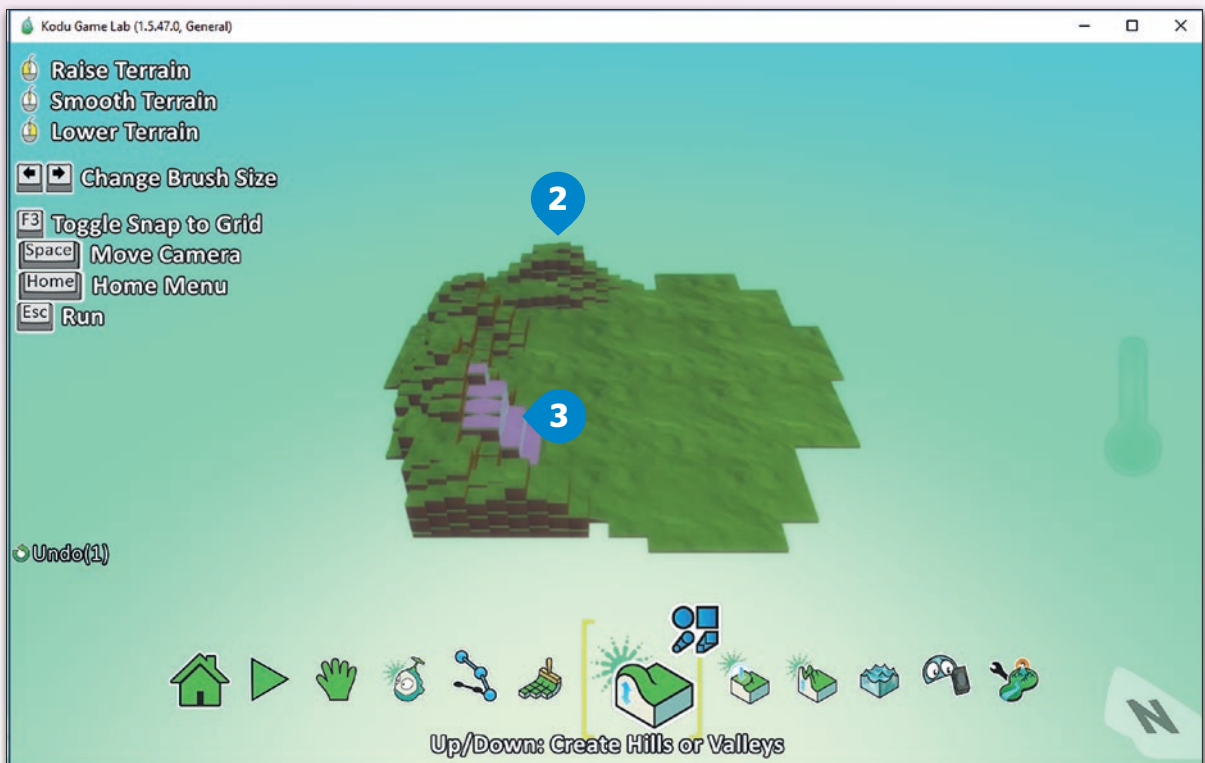 Kodu Game Lab (1.5.47.0, General)
Raise Terrain
Smooth Terrain
Lower Terrain
Change Brush Size
F3 Toggle Snap to Grid
Space Move Camera
Home Home Menu
Esc Run
2
3
Undo(1)
Up/Down: Create Hills or Valleys
N